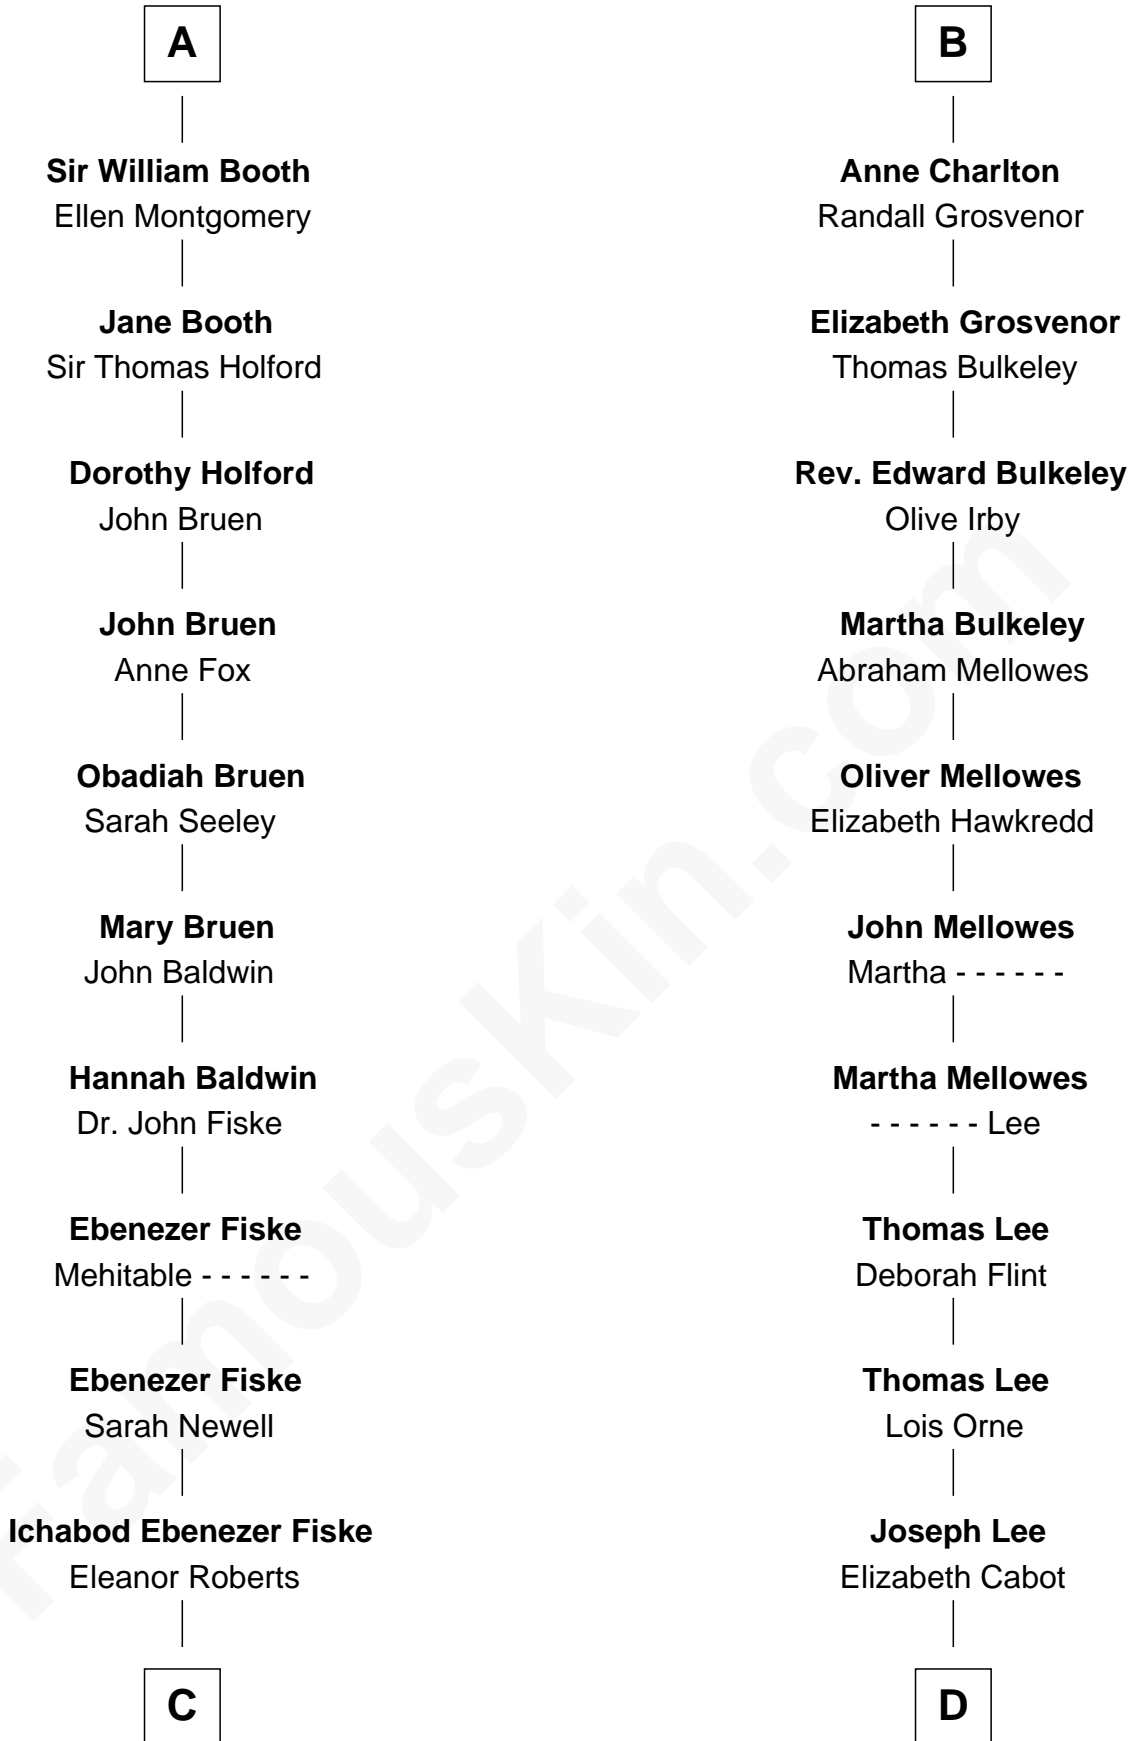 A
Sir William Booth
Ellen Montgomery
Jane Booth
Sir Thomas Holford
Dorothy Holford
John Bruen
John Bruen
Anne Fox
Obadiah Bruen
Sarah Seeley
Mary Bruen
John Baldwin
Hannah Baldwin
Dr. John Fiske
Ebenezer Fiske
Mehitable - - - - - -
Ebenezer Fiske
Sarah Newell
Ichabod Ebenezer Fiske
Eleanor Roberts
C
B
Anne Charlton
Randall Grosvenor
Elizabeth Grosvenor
Thomas Bulkeley
Rev. Edward Bulkeley
Olive Irby
Martha Bulkeley
Abraham Mellowes
Oliver Mellowes
Elizabeth Hawkredd
John Mellowes
Martha - - - - - -
Martha Mellowes
- - - - - - Lee
Thomas Lee
Deborah Flint
Thomas Lee
Lois Orne
Joseph Lee
Elizabeth Cabot
D
FamousKin.com